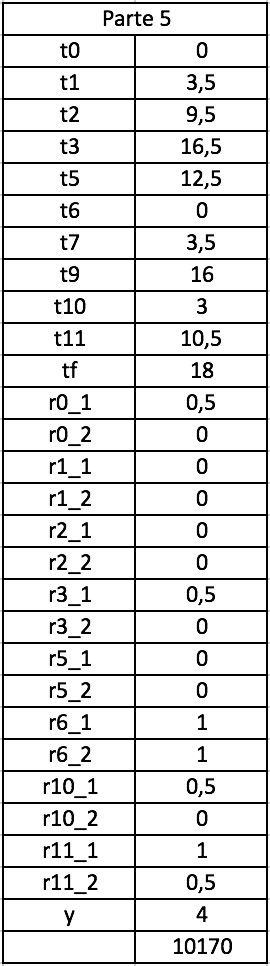 Parte 5
t0 0
t1 3,5
t2 9,5
t3 16,5
t5 12,5
t6 0
t7 3,5
t9 16
t10 3
t11 10,5
tf 18
r0_1 0,5
r0_2 0
r1_1 0
r1_2 0
r2_1 0
r2_2 0
r3_1 0,5
r3_2 0
r5_1 0
r5_2 0
r6_1 1
r6_2 1
r10_1 0,5
r10_2 0
r11_1 1
r11_2 0,5
y 4
10170